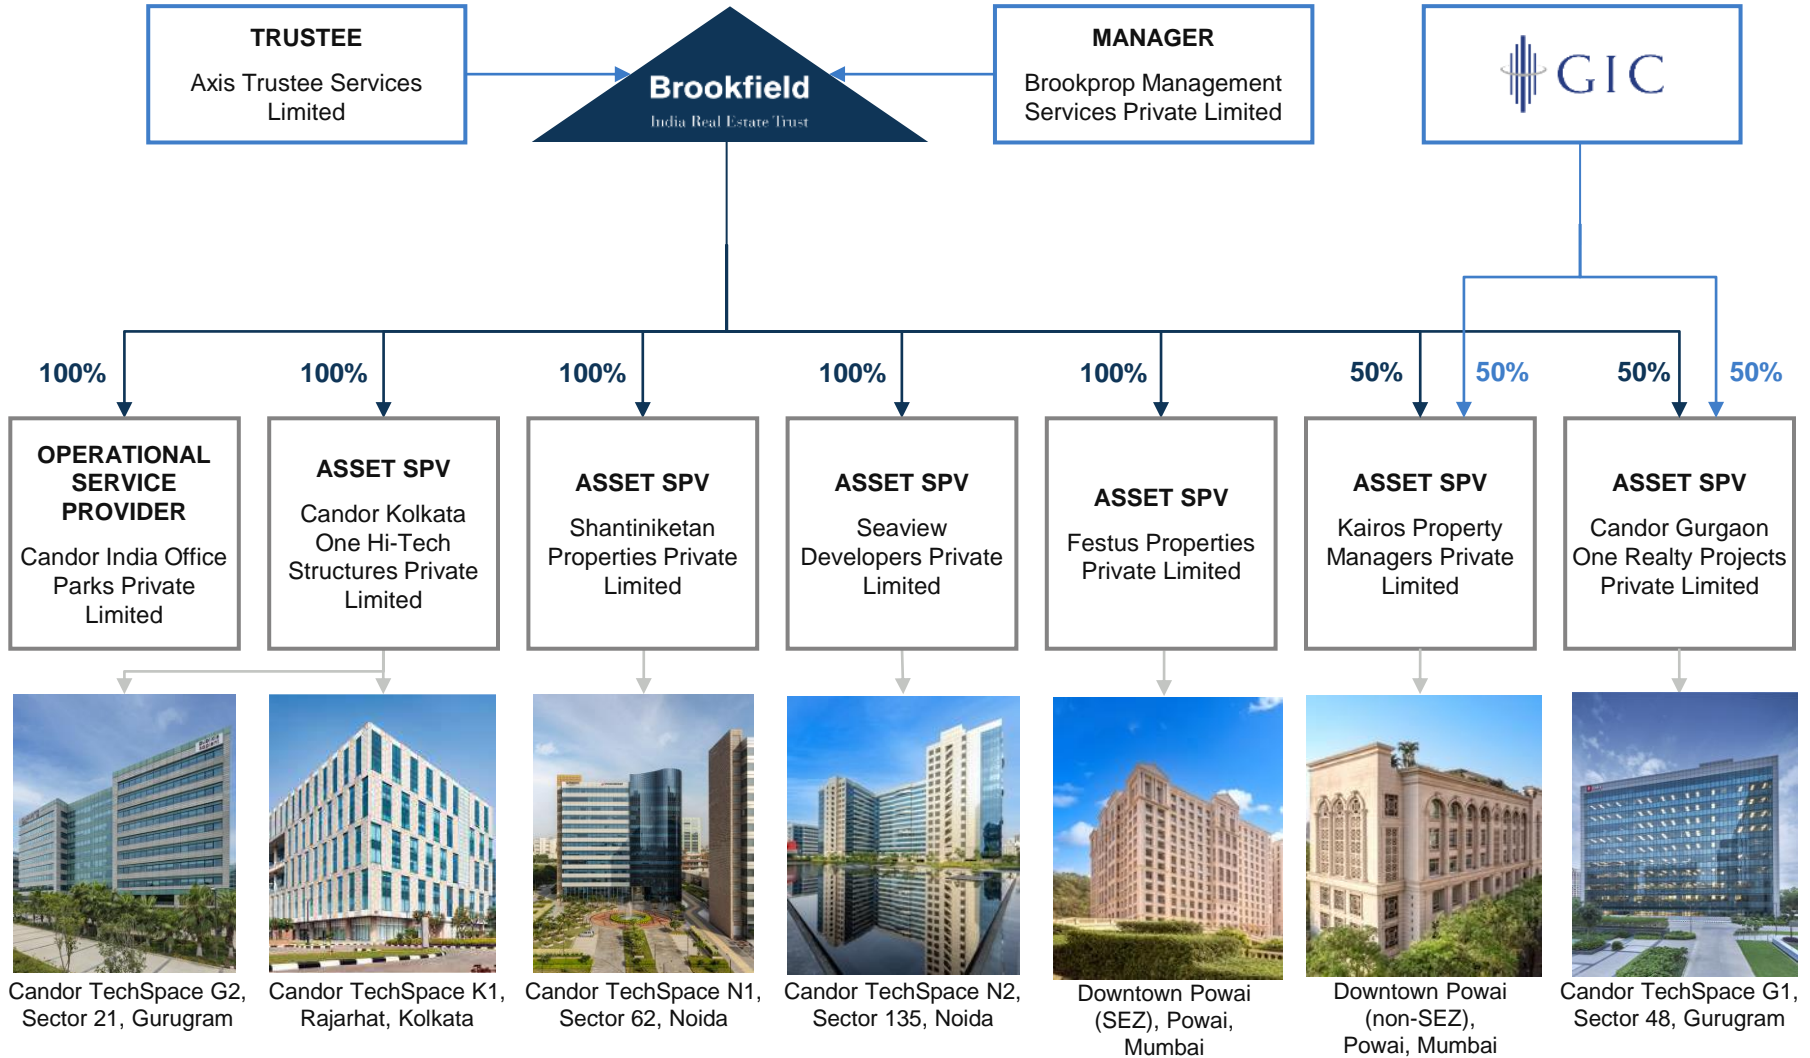 TRUSTEE
Axis Trustee Services
Limited
Brookfield
India Real Estate Trust
MANAGER
Brookprop Management
Services Private Limited
GIC
100%
100%
100%
100%
100%
50%
50%
50%
50%
OPERATIONAL
SERVICE
PROVIDER
Candor India Office
Parks Private
Limited
ASSET SPV
Candor Kolkata
One Hi-Tech
Structures Private
Limited
ASSET SPV
Shantiniketan
Properties Private
Limited
ASSET SPV
Seaview
Developers Private
Limited
ASSET SPV
Festus Properties
Private Limited
ASSET SPV
Kairos Property
Managers Private
Limited
ASSET SPV
Candor Gurgaon
One Realty Projects
Private Limited
Candor TechSpace G2,
Sector 21, Gurugram
Candor TechSpace K1,
Rajarhat, Kolkata
Candor TechSpace N1,
Sector 62, Noida
Candor TechSpace N2,
Sector 135, Noida
Downtown Powai
(SEZ), Powai,
Mumbai
Downtown Powai
(non-SEZ),
Powai, Mumbai
Candor TechSpace G1,
Sector 48, Gurugram